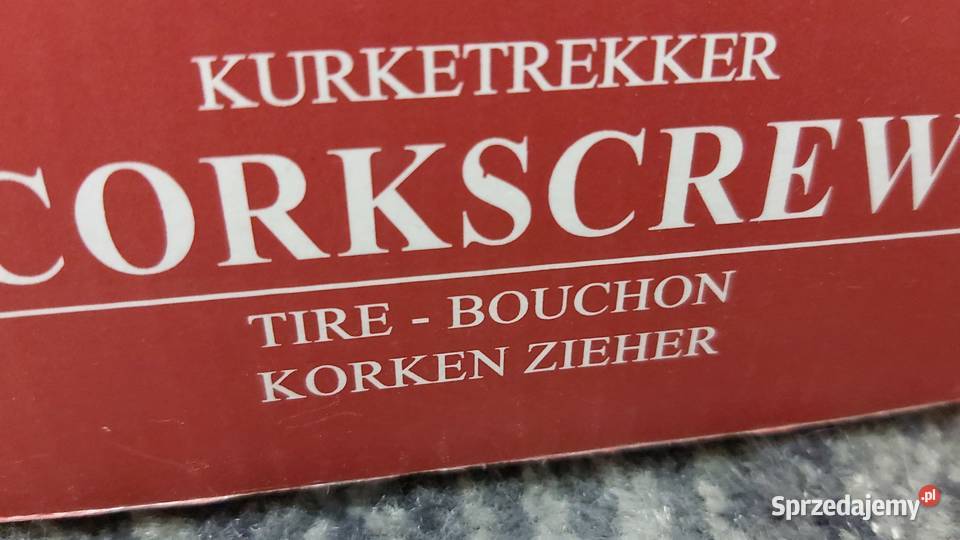 KURKETREKKER
CORKSCREW
TIRE - BOUCHON
KORKEN ZIEHER
Sprzedajemy.pl